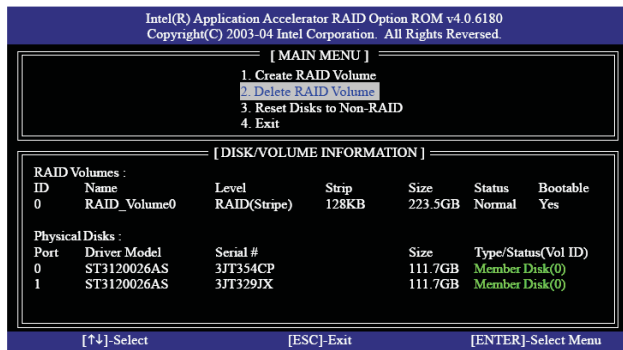 Intel(R) Application Accelerator RAID Option ROM v4.0.6180
Copyright(C) 2003-04 Intel Corporation. All Rights Reversed.
[ MAIN MENU ]
1. Create RAID Volume
2. Delete RAID Volume
3. Reset Disks to Non-RAID
4. Exit
[ DISK/VOLUME INFORMATION ]
RAID Volumes :
ID Name Level Strip Size Status Bootable
0 RAID_Volume0 RAID(Stripe) 128KB 223.5GB Normal Yes
Physical Disks :
Port Driver Model Serial # Size Type/Status(Vol ID)
0 ST3120026AS 3JT354CP 111.7GB Member Disk(0)
1 ST3120026AS 3JT329JX 111.7GB Member Disk(0)
[↑↓]-Select [ESC]-Exit [ENTER]-Select Menu